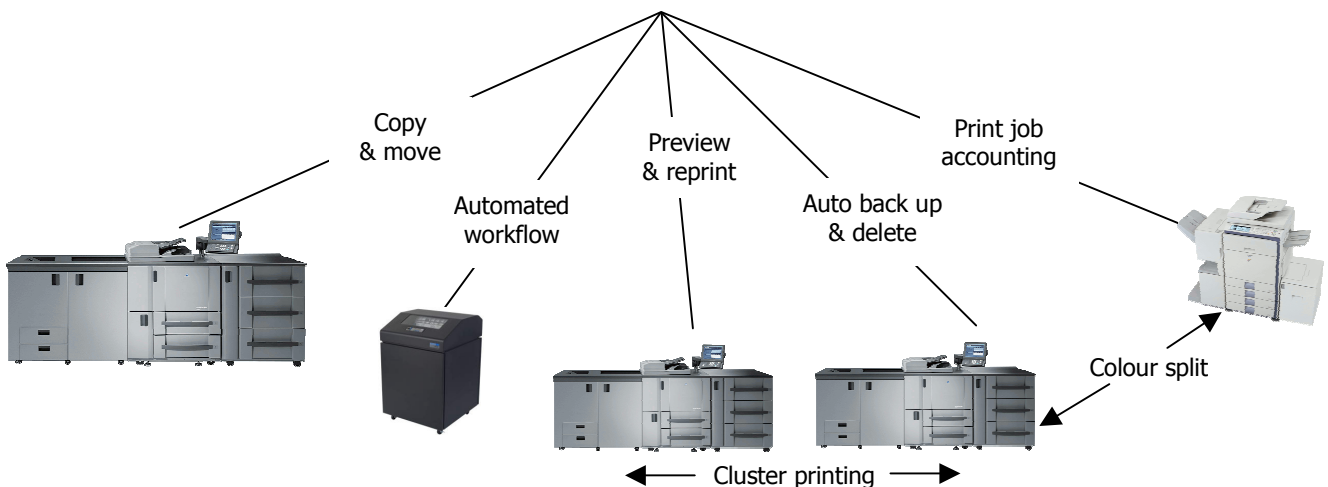 Copy
& move
Automated
workflow
Preview
& reprint
Auto back up
& delete
Print job
accounting
Colour split
Cluster printing